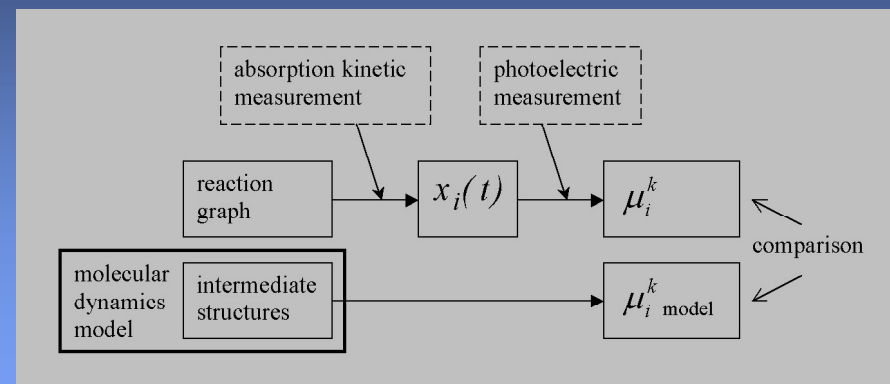 absorption kinetic
measurement
photoelectric
measurement
reaction
graph
x_i(t)
μ_i^k
comparison
molecular
dynamics
model
intermediate
structures
μ_i^k model